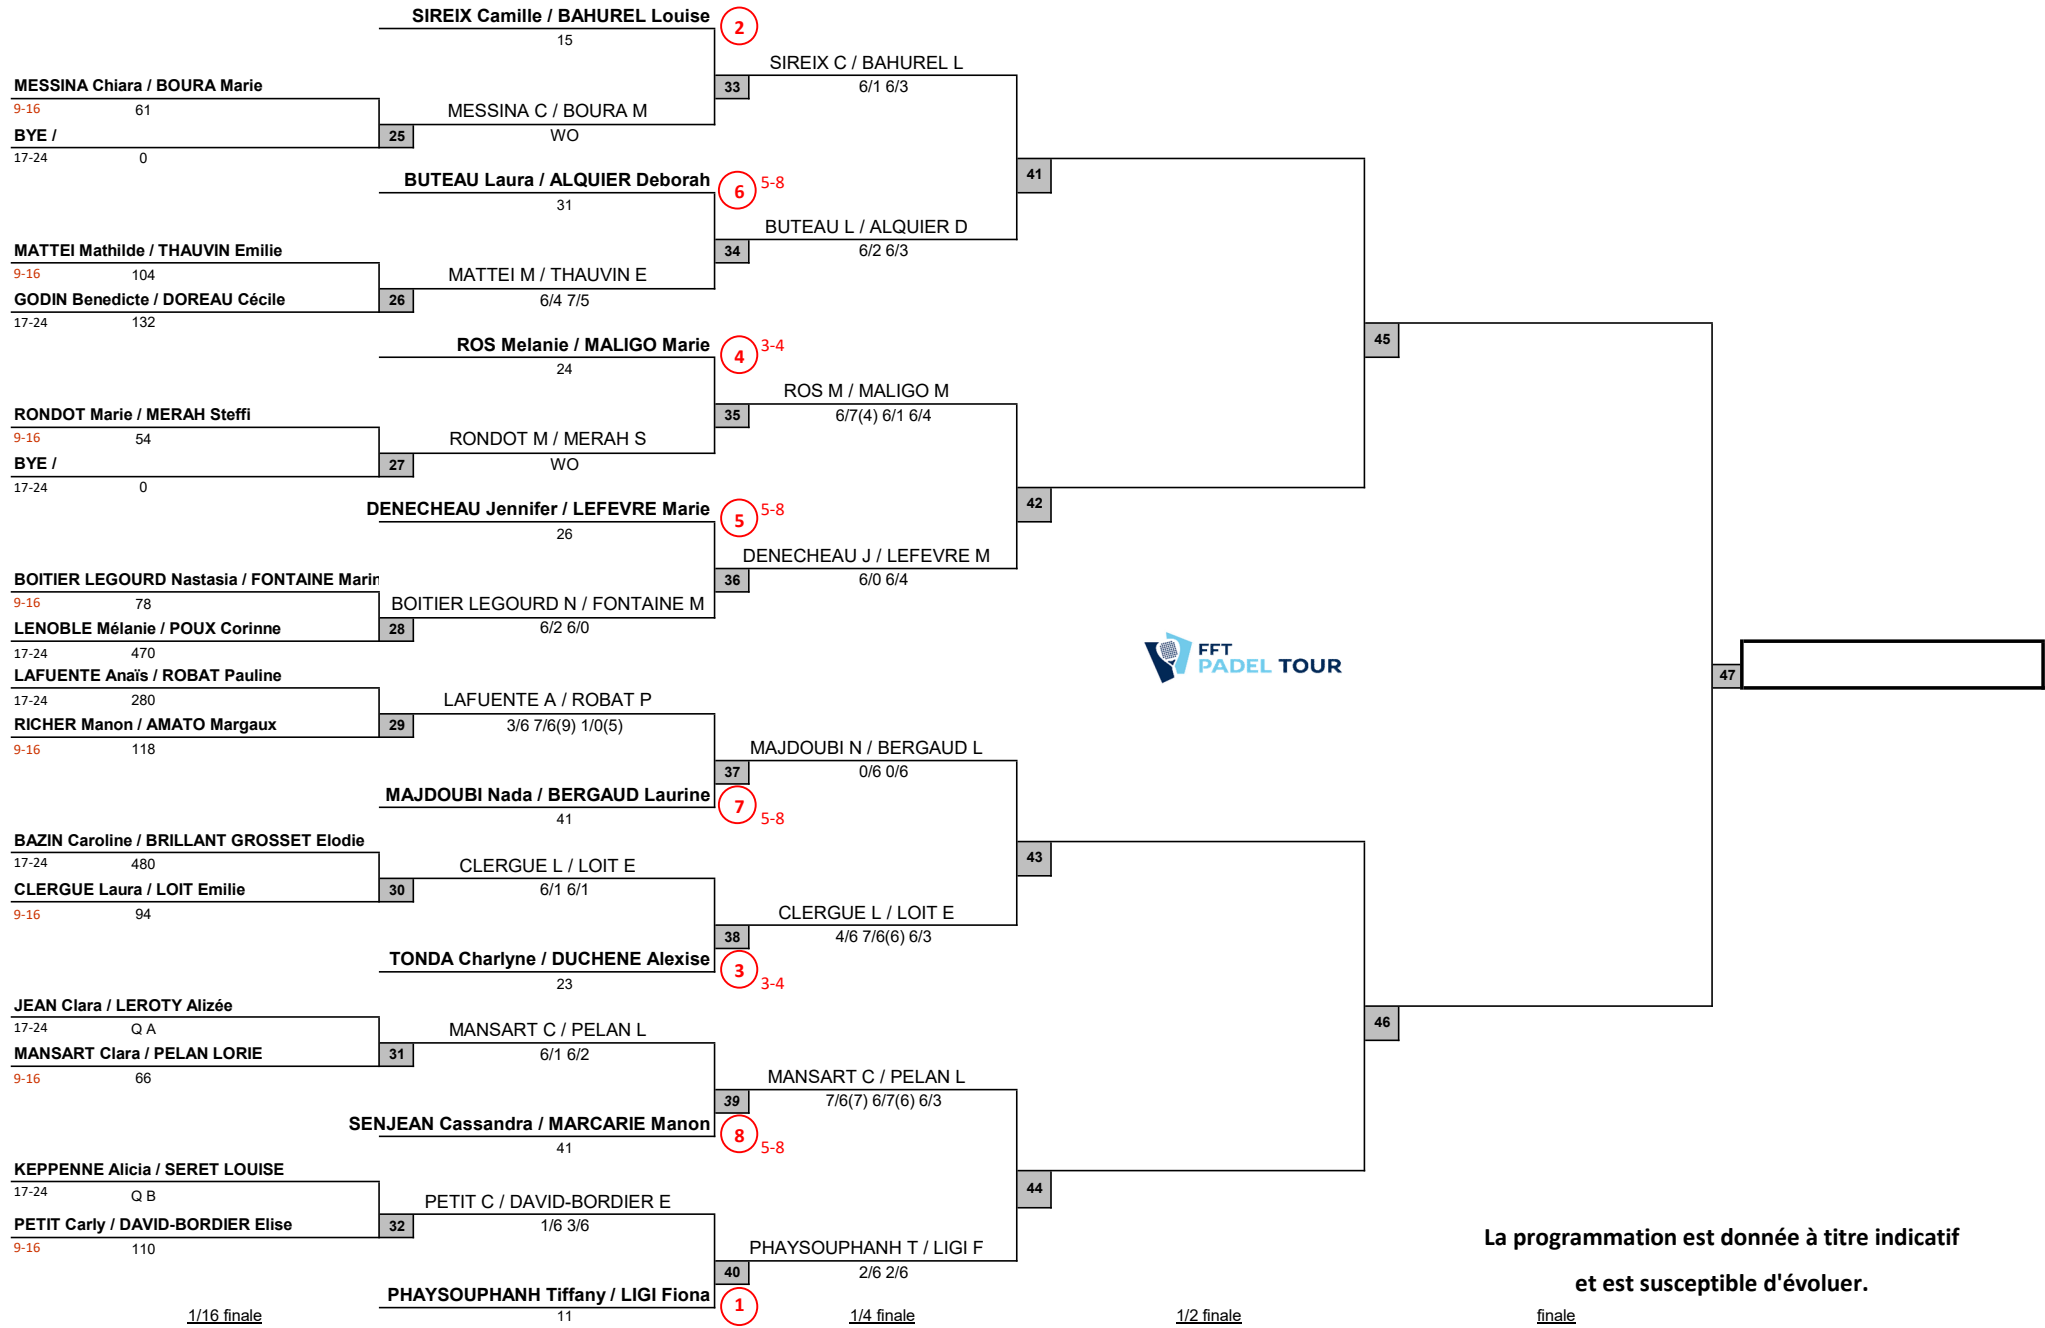 SIREIX Camille / BAHUREL Louise
2
15
SIREIX C / BAHUREL L
MESSINA Chiara / BOURA Marie
33
6/1 6/3
9-16
61
MESSINA C / BOURA M
BYE /
25
WO
17-24
0
BUTEAU Laura / ALQUIER Deborah
6
5-8
41
31
BUTEAU L / ALQUIER D
MATTEI Mathilde / THAUVIN Emilie
34
6/2 6/3
9-16
104
MATTEI M / THAUVIN E
GODIN Benedicte / DOREAU Cécile
26
6/4 7/5
17-24
132
ROS Melanie / MALIGO Marie
4
3-4
45
24
ROS M / MALIGO M
RONDOT Marie / MERAH Steffi
35
6/7(4) 6/1 6/4
9-16
54
RONDOT M / MERAH S
BYE /
27
WO
17-24
0
DENECHEAU Jennifer / LEFEVRE Marie
5
5-8
42
26
DENECHEAU J / LEFEVRE M
BOITIER LEGOURD Nastasia / FONTAINE Marin
36
6/0 6/4
9-16
78
BOITIER LEGOURD N / FONTAINE M
LENOBLE Mélanie / POUX Corinne
28
6/2 6/0
17-24
470
FFT
PADEL TOUR
LAFUENTE Anaïs / ROBAT Pauline
47
17-24
280
LAFUENTE A / ROBAT P
RICHER Manon / AMATO Margaux
29
3/6 7/6(9) 1/0(5)
9-16
118
MAJDOUBI N / BERGAUD L
37
0/6 0/6
MAJDOUBI Nada / BERGAUD Laurine
7
5-8
41
BAZIN Caroline / BRILLANT GROSSET Elodie
43
17-24
480
CLERGUE L / LOIT E
CLERGUE Laura / LOIT Emilie
30
6/1 6/1
9-16
94
CLERGUE L / LOIT E
38
4/6 7/6(6) 6/3
TONDA Charlyne / DUCHENE Alexise
3
3-4
23
JEAN Clara / LEROTY Alizée
46
17-24
Q A
MANSART C / PELAN L
MANSART Clara / PELAN LORIE
31
6/1 6/2
9-16
66
MANSART C / PELAN L
39
7/6(7) 6/7(6) 6/3
SENJEAN Cassandra / MARCARIE Manon
8
5-8
41
KEPPENNE Alicia / SERET LOUISE
44
17-24
Q B
PETIT C / DAVID-BORDIER E
PETIT Carly / DAVID-BORDIER Elise
32
1/6 3/6
9-16
110
PHAYSOUPHANH T / LIGI F
La programmation est donnée à titre indicatif
40
2/6 2/6
et est susceptible d'évoluer.
PHAYSOUPHANH Tiffany / LIGI Fiona
1
1/16 finale
11
1/4 finale
1/2 finale
finale